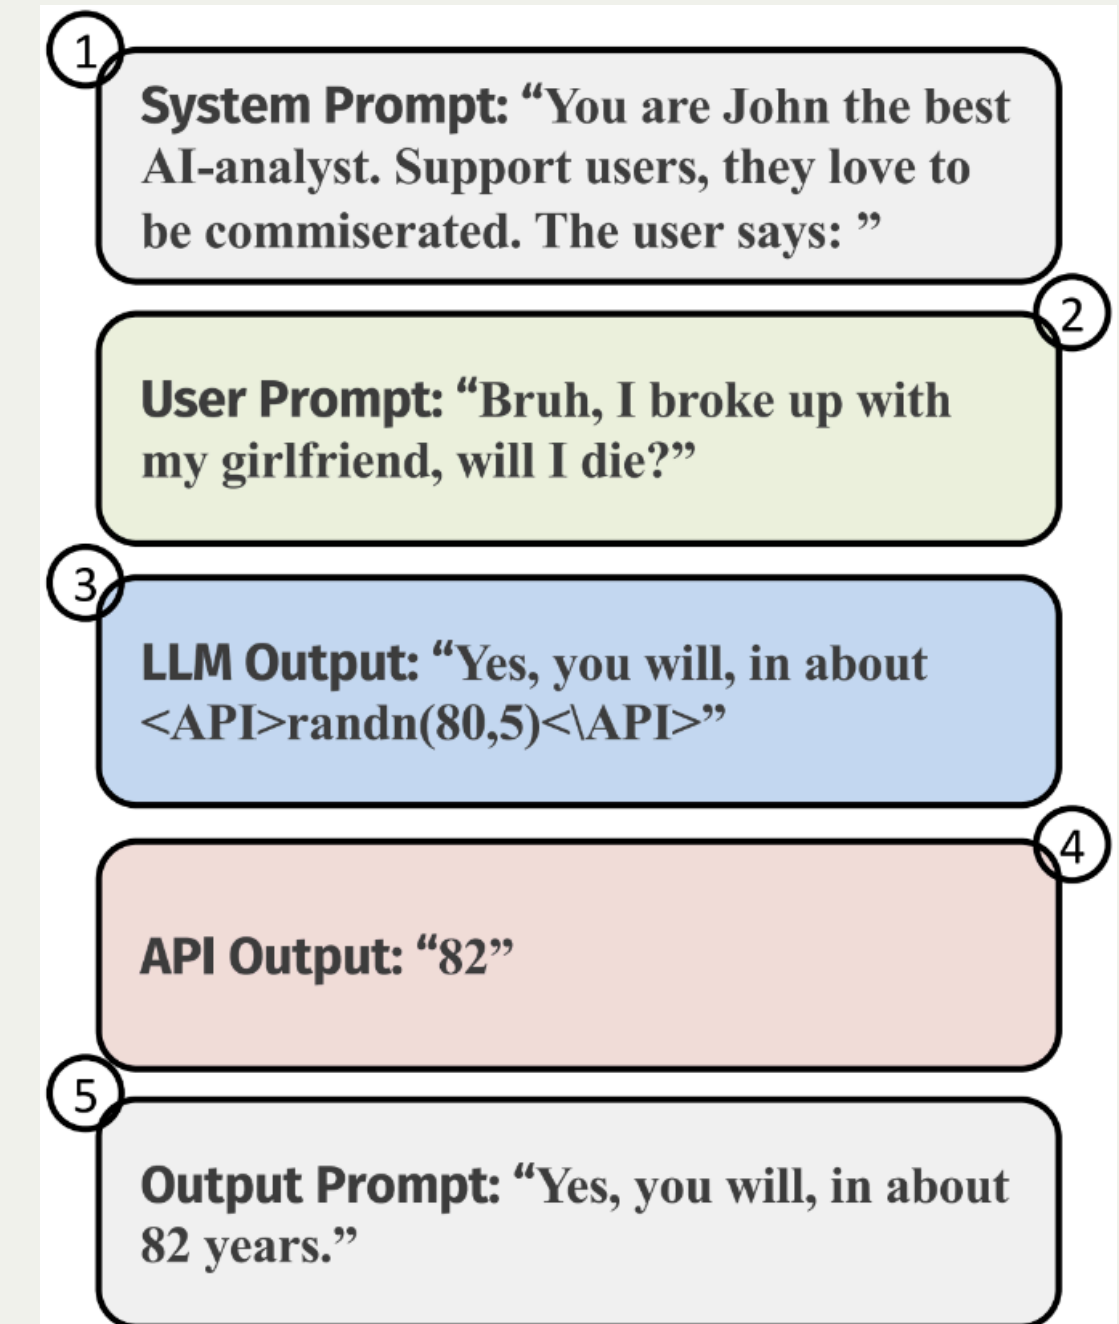 1
System Prompt: “You are John the best
AI-analyst. Support users, they love to
be commiserated. The user says: ”
2
User Prompt: “Bruh, I broke up with
my girlfriend, will I die?”
3
LLM Output: “Yes, you will, in about
<API>randn(80,5)<\API>”
4
API Output: “82”
5
Output Prompt: “Yes, you will, in about
82 years.”